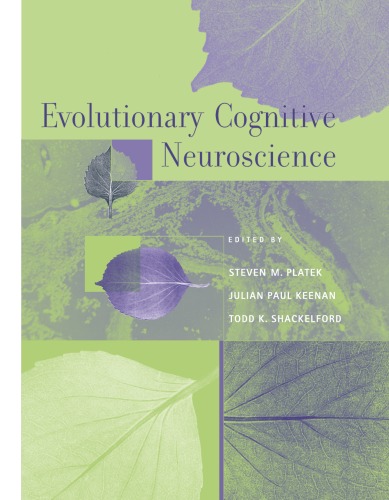 Evolutionary Cognitive
Neuroscience
EDITED BY
STEVEN M. PLATEK
JULIAN PAUL KEENAN
TODD K. SHACKELFORD